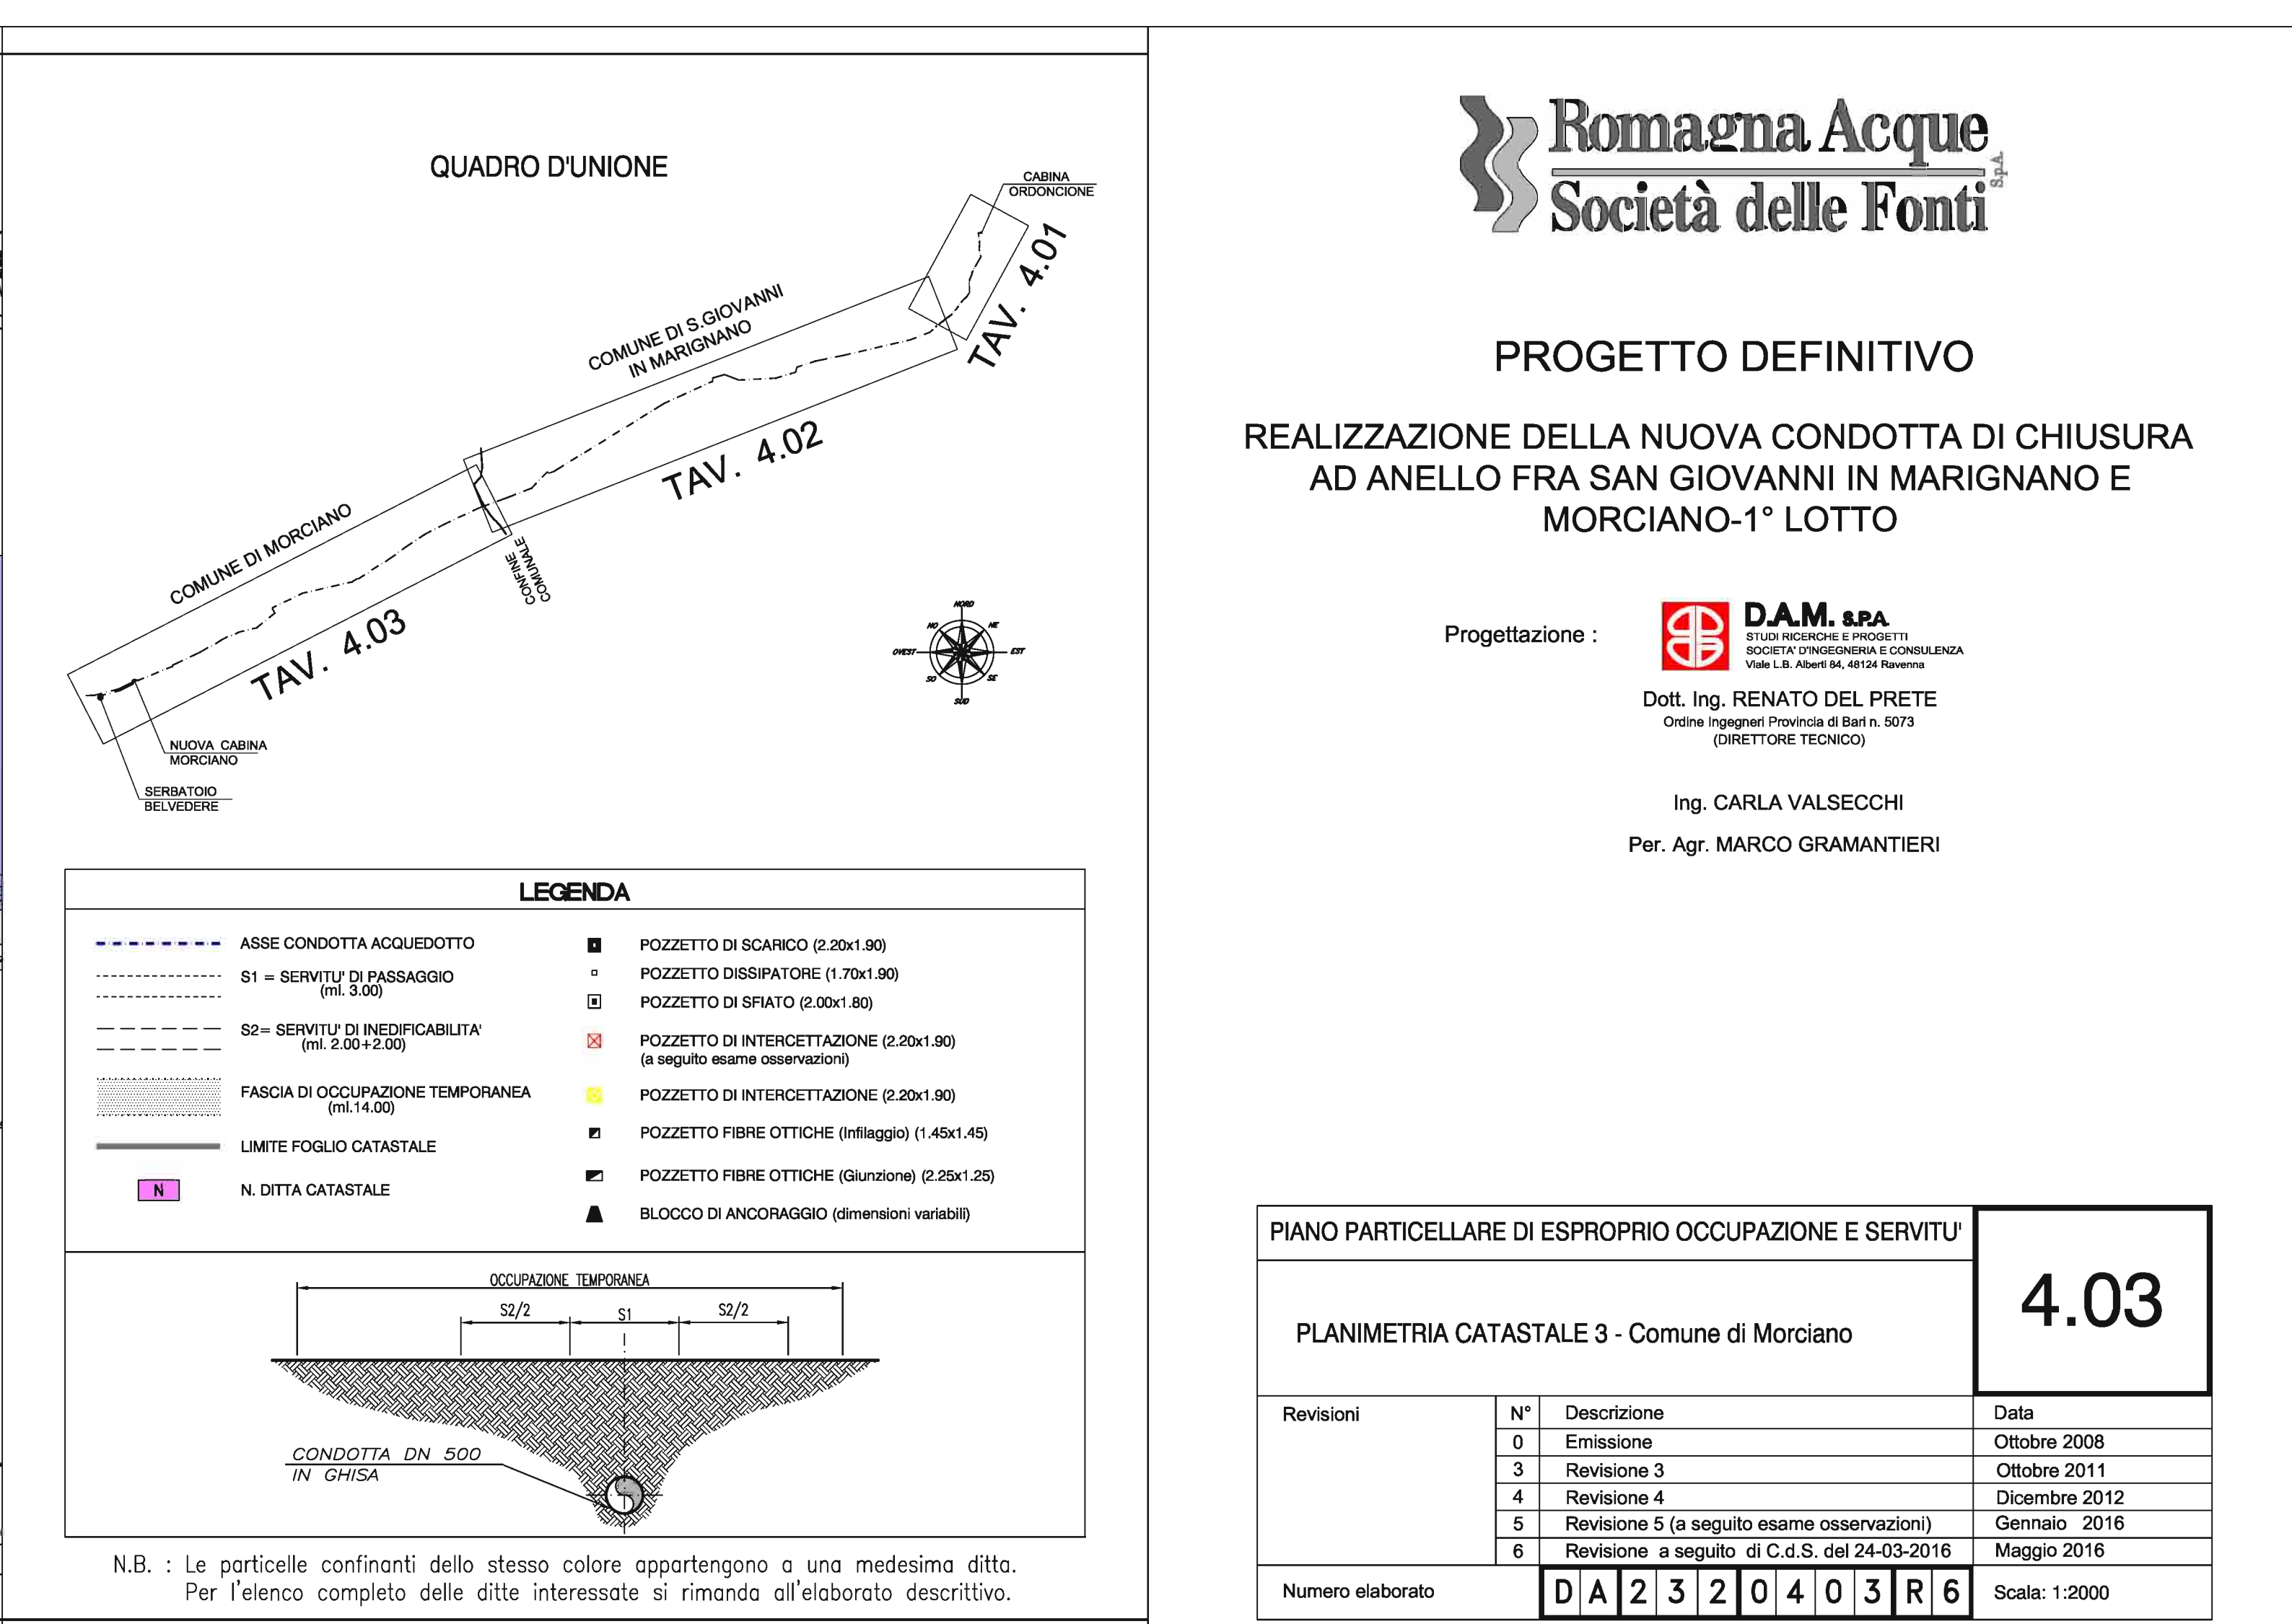 QUADRO D'UNIONE
CABINA
ORDONCIONE
TAV. 4.01
COMUNE DI S.GIOVANNI
IN MARIGNANO
TAV. 4.02
COMUNE DI MORCIANO
CONFINE
COMUNALE
TAV. 4.03
NUOVA CABINA
MORCIANO
SERBATOIO
BELVEDERE
NORD
NO
NE
OVEST
EST
SO
SE
SUD
LEGENDA
ASSE CONDOTTA ACQUEDOTTO
S1 = SERVITU' DI PASSAGGIO
(ml. 3.00)
S2= SERVITU' DI INEDIFICABILITA'
(ml. 2.00+2.00)
FASCIA DI OCCUPAZIONE TEMPORANEA
(ml.14.00)
LIMITE FOGLIO CATASTALE
N
N. DITTA CATASTALE
POZZETTO DI SCARICO (2.20x1.90)
POZZETTO DISSIPATORE (1.70x1.90)
POZZETTO DI SFIATO (2.00x1.80)
POZZETTO DI INTERCETTAZIONE (2.20x1.90)
(a seguito esame osservazioni)
POZZETTO DI INTERCETTAZIONE (2.20x1.90)
POZZETTO FIBRE OTTICHE (Infilaggio) (1.45x1.45)
POZZETTO FIBRE OTTICHE (Giunzione) (2.25x1.25)
BLOCCO DI ANCORAGGIO (dimensioni variabili)
OCCUPAZIONE TEMPORANEA
S2/2
S1
S2/2
CONDOTTA DN 500
IN GHISA
N.B. : Le particelle confinanti dello stesso colore appartengono a una medesima ditta.
Per l'elenco completo delle ditte interessate si rimanda all'elaborato descrittivo.
Romagna Acque
Società delle Fonti
S.p.A.
PROGETTO DEFINITIVO
REALIZZAZIONE DELLA NUOVA CONDOTTA DI CHIUSURA
AD ANELLO FRA SAN GIOVANNI IN MARIGNANO E
MORCIANO-1° LOTTO
Progettazione :
D.A.M. S.P.A.
STUDI RICERCHE E PROGETTI
SOCIETA' D'INGEGNERIA E CONSULENZA
Viale L.B. Alberti 84, 48124 Ravenna
Dott. Ing. RENATO DEL PRETE
Ordine Ingegneri Provincia di Bari n. 5073
(DIRETTORE TECNICO)
Ing. CARLA VALSECCHI
Per. Agr. MARCO GRAMANTIERI
PIANO PARTICELLARE DI ESPROPRIO OCCUPAZIONE E SERVITU'
4.03
PLANIMETRIA CATASTALE 3 - Comune di Morciano
Revisioni N° Descrizione Data
0 Emissione Ottobre 2008
3 Revisione 3 Ottobre 2011
4 Revisione 4 Dicembre 2012
5 Revisione 5 (a seguito esame osservazioni) Gennaio 2016
6 Revisione a seguito di C.d.S. del 24-03-2016 Maggio 2016
Numero elaborato D A 2 3 2 0 4 0 3 R 6 Scala: 1:2000